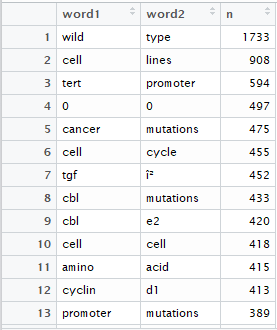 word1 word2 n
1 wild type 1733
2 cell lines 908
3 tert promoter 594
4 0 0 497
5 cancer mutations 475
6 cell cycle 455
7 tgf î² 452
8 cbl mutations 433
9 cbl e2 420
10 cell cell 418
11 amino acid 415
12 cyclin d1 413
13 promoter mutations 389